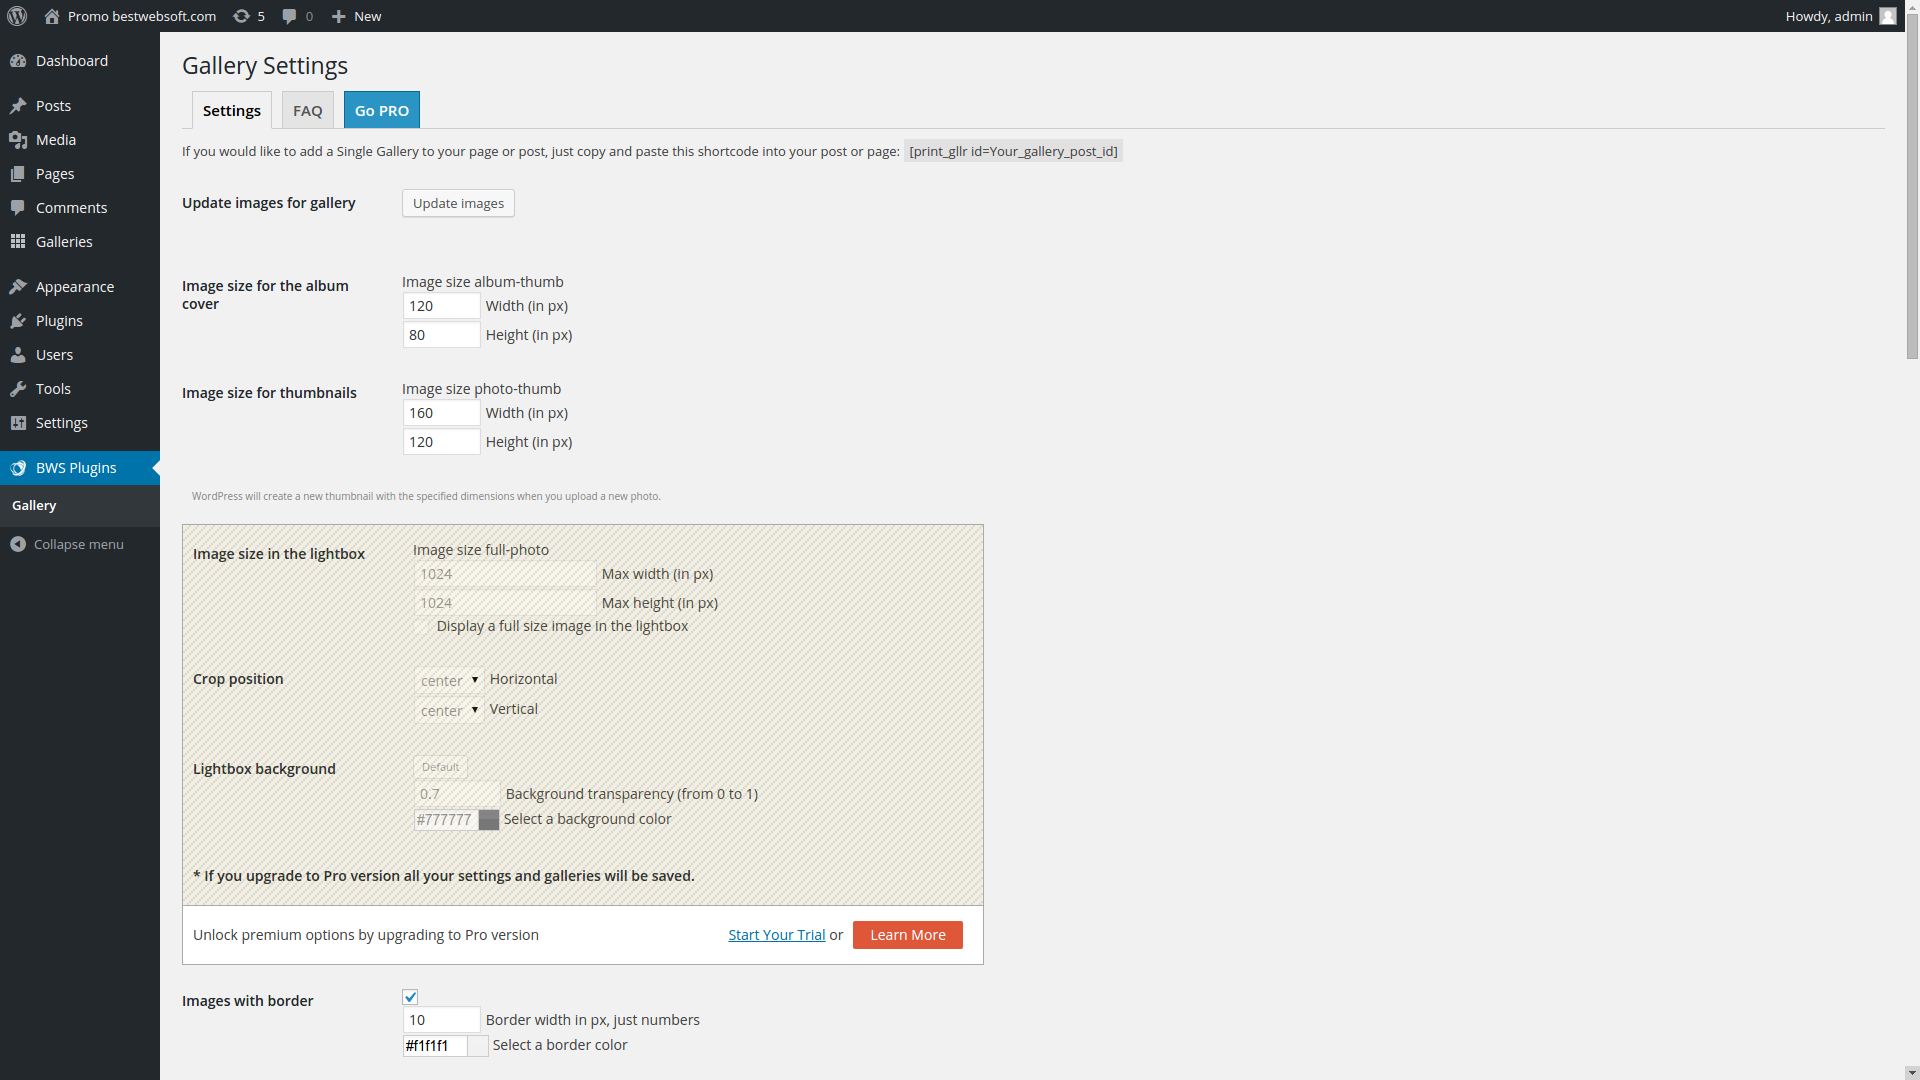 Promo bestwebsoft.com 5 0 New Howdy, admin
Dashboard
Posts
Media
Pages
Comments
Galleries
Appearance
Plugins
Users
Tools
Settings
BWS Plugins
Gallery
Collapse menu
Gallery Settings
Settings FAQ Go PRO
If you would like to add a Single Gallery to your page or post, just copy and paste this shortcode into your post or page: [print_gllr id=Your_gallery_post_id]
Update images for gallery Update images
Image size for the album
cover
Image size album-thumb
120 Width (in px)
80 Height (in px)
Image size for thumbnails
Image size photo-thumb
160 Width (in px)
120 Height (in px)
WordPress will create a new thumbnail with the specified dimensions when you upload a new photo.
Image size in the lightbox
Image size full-photo
1024 Max width (in px)
1024 Max height (in px)
Display a full size image in the lightbox
Crop position
center Horizontal
center Vertical
Lightbox background
Default
0.7 Background transparency (from 0 to 1)
#777777 Select a background color
* If you upgrade to Pro version all your settings and galleries will be saved.
Unlock premium options by upgrading to Pro version Start Your Trial or Learn More
Images with border
10 Border width in px, just numbers
#f1f1f1 Select a border color